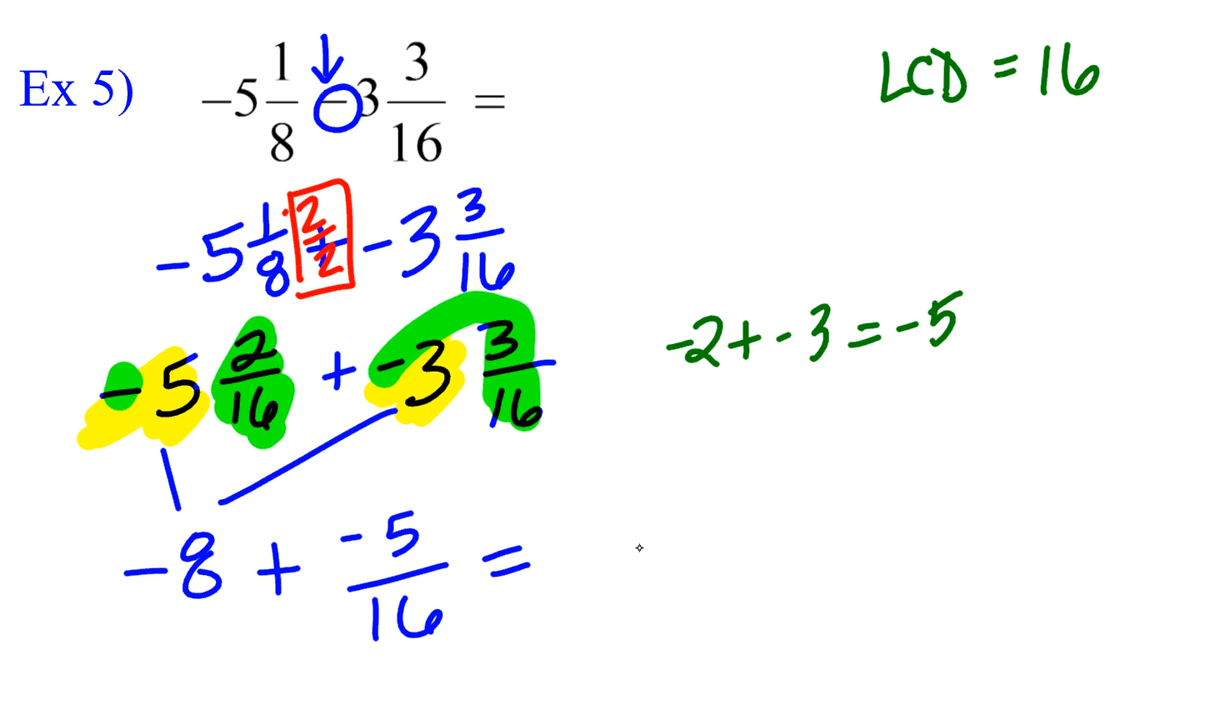 Ex 5) −5 1/8 − 3 3/16 =
LCD = 16
-5 1/8 · 2/2 + -3 3/16
-5 2/16 + -3 3/16
-2 + -3 = -5
-8 + -5/16 =